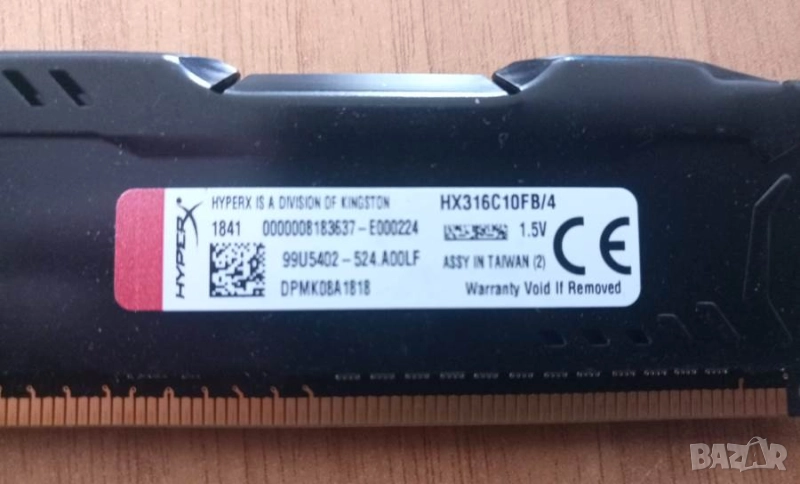 HYPERX
HYPERX IS A DIVISION OF KINGSTON
1841 0000008183637-E000224
99U5402-524.A00LF
DPMK08A1818
HX316C10FB/4
1.5V
ASSY IN TAIWAN (2)
CE
Warranty Void If Removed
BAZAR